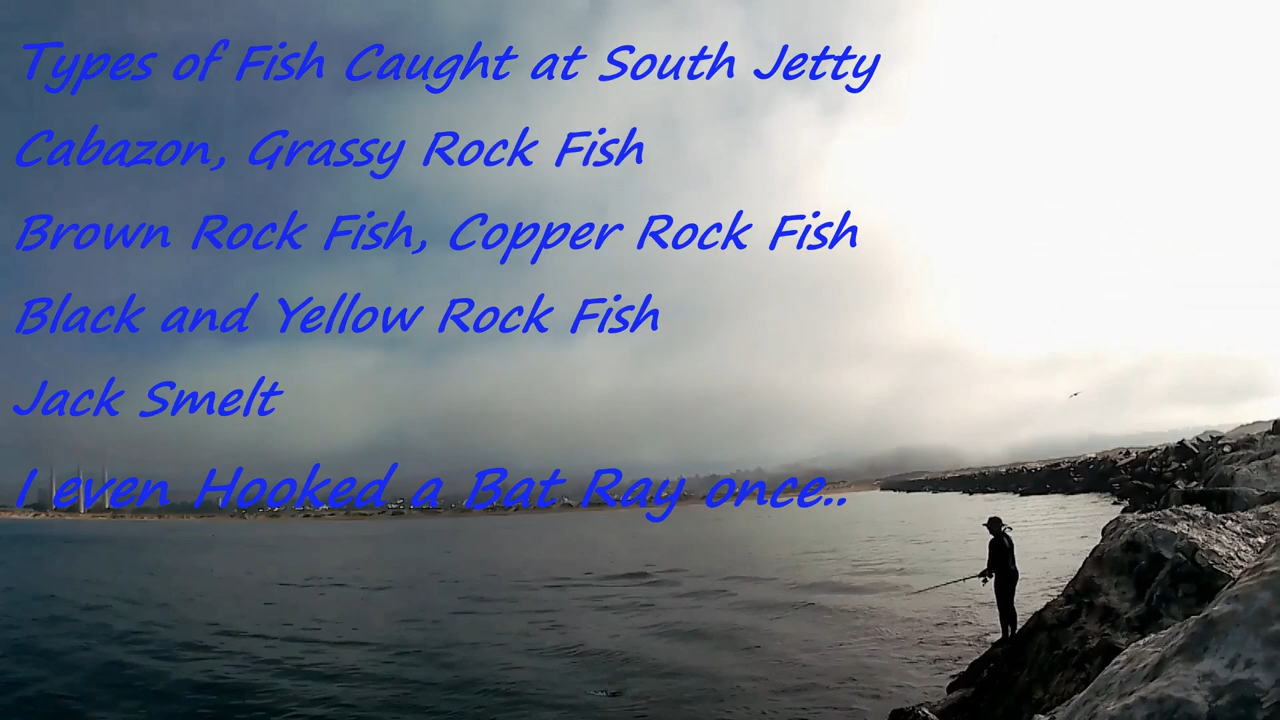 Types of Fish Caught at South Jetty
Cabazon, Grassy Rock Fish
Brown Rock Fish, Copper Rock Fish
Black and Yellow Rock Fish
Jack Smelt
I even Hooked a Bat Ray once..